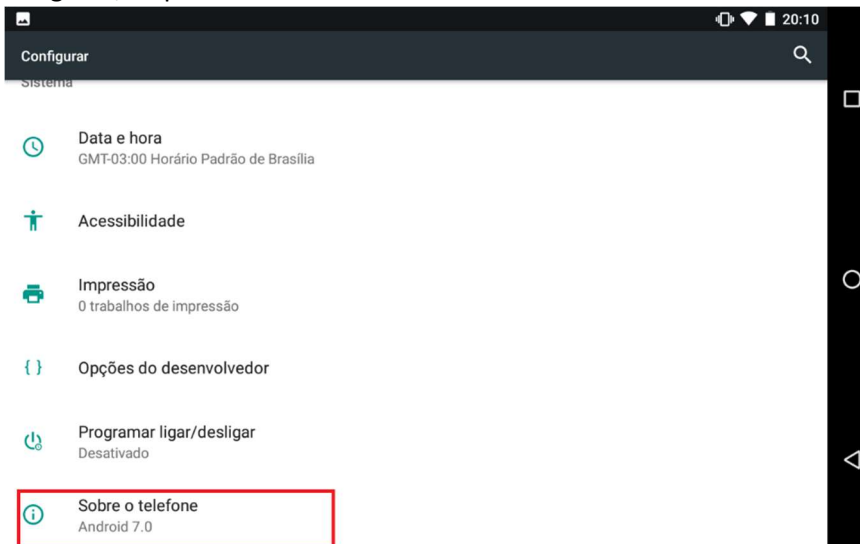 20:10
Configurar
Sistema
Data e hora
GMT-03:00 Horário Padrão de Brasília
Acessibilidade
Impressão
0 trabalhos de impressão
{ } Opções do desenvolvedor
Programar ligar/desligar
Desativado
Sobre o telefone
Android 7.0